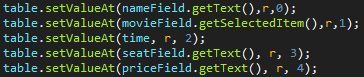 table.setValueAt(nameField.getText(),r,0);
table.setValueAt(movieField.getSelectedItem(),r,1);
table.setValueAt(time, r, 2);
table.setValueAt(seatField.getText(), r, 3);
table.setValueAt(priceField.getText(), r, 4);